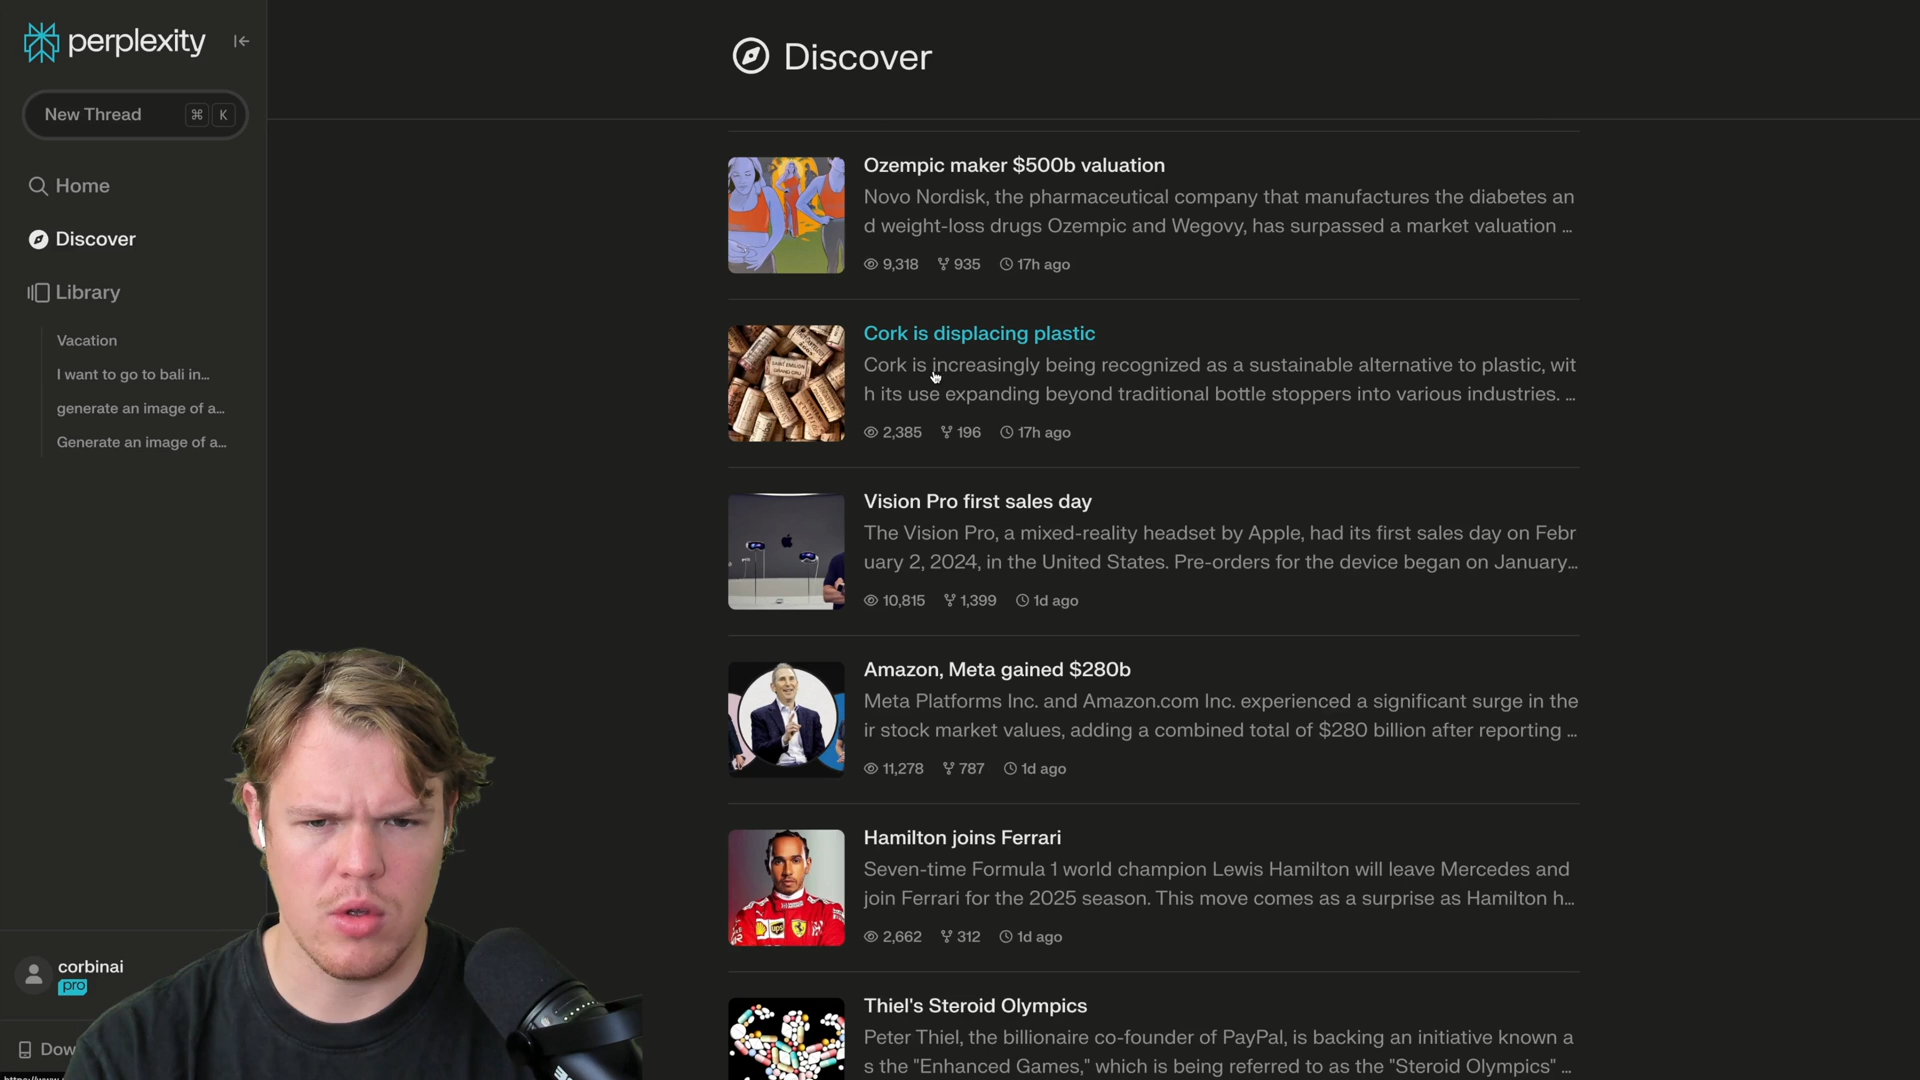 perplexity
New Thread
⌘ K
Home
Discover
Library
Vacation
I want to go to bali in...
generate an image of a...
Generate an image of a...
corbinai
pro
Dow
Discover
Ozempic maker $500b valuation
Novo Nordisk, the pharmaceutical company that manufactures the diabetes an
d weight-loss drugs Ozempic and Wegovy, has surpassed a market valuation ...
9,318 935 17h ago
Cork is displacing plastic
Cork is increasingly being recognized as a sustainable alternative to plastic, wit
h its use expanding beyond traditional bottle stoppers into various industries. ...
2,385 196 17h ago
Vision Pro first sales day
The Vision Pro, a mixed-reality headset by Apple, had its first sales day on Febr
uary 2, 2024, in the United States. Pre-orders for the device began on January...
10,815 1,399 1d ago
Amazon, Meta gained $280b
Meta Platforms Inc. and Amazon.com Inc. experienced a significant surge in the
ir stock market values, adding a combined total of $280 billion after reporting ...
11,278 787 1d ago
Hamilton joins Ferrari
Seven-time Formula 1 world champion Lewis Hamilton will leave Mercedes and
join Ferrari for the 2025 season. This move comes as a surprise as Hamilton h...
2,662 312 1d ago
Thiel's Steroid Olympics
Peter Thiel, the billionaire co-founder of PayPal, is backing an initiative known a
s the "Enhanced Games," which is being referred to as the "Steroid Olympics" ...